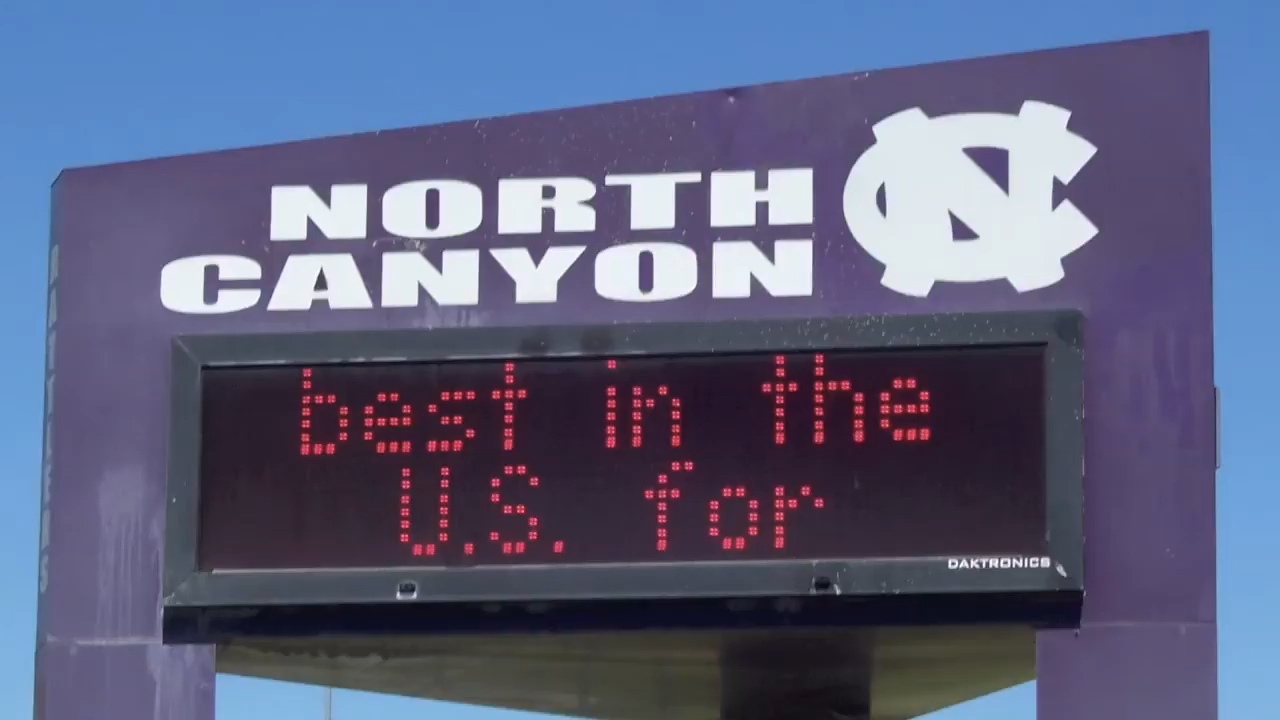 NORTH
CANYON
NC
best in the
U.S. for
DAKTRONICS